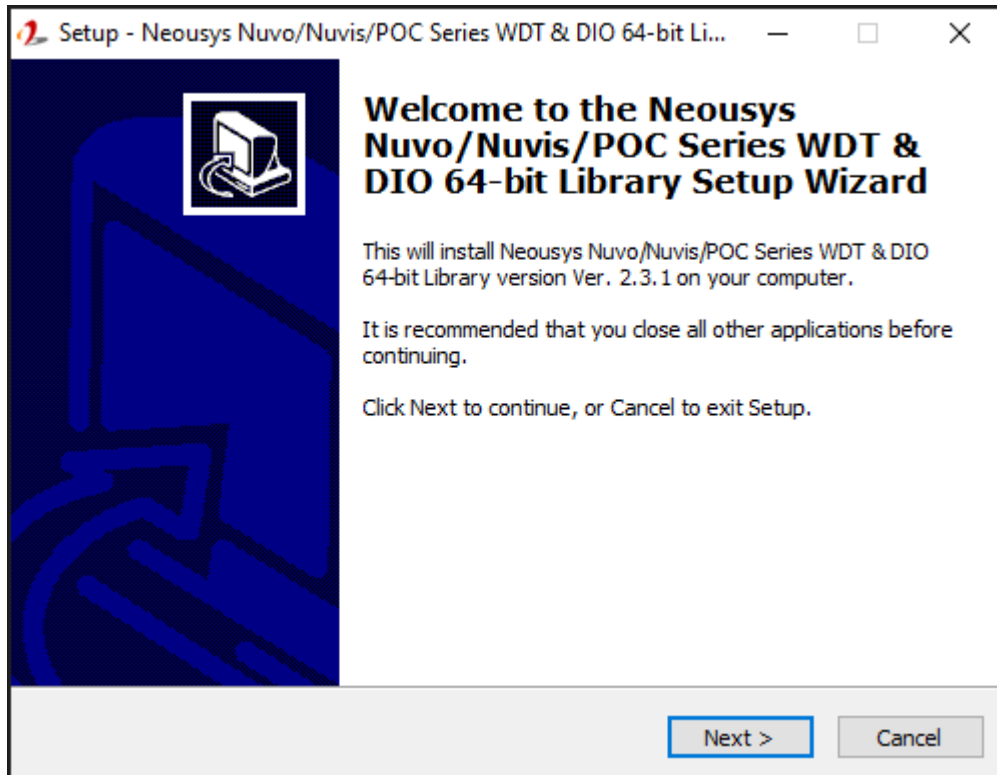 Setup - Neousys Nuvo/Nuvis/POC Series WDT & DIO 64-bit Li...
Welcome to the Neousys
Nuvo/Nuvis/POC Series WDT &
DIO 64-bit Library Setup Wizard
This will install Neousys Nuvo/Nuvis/POC Series WDT & DIO
64-bit Library version Ver. 2.3.1 on your computer.
It is recommended that you close all other applications before
continuing.
Click Next to continue, or Cancel to exit Setup.
Next >
Cancel